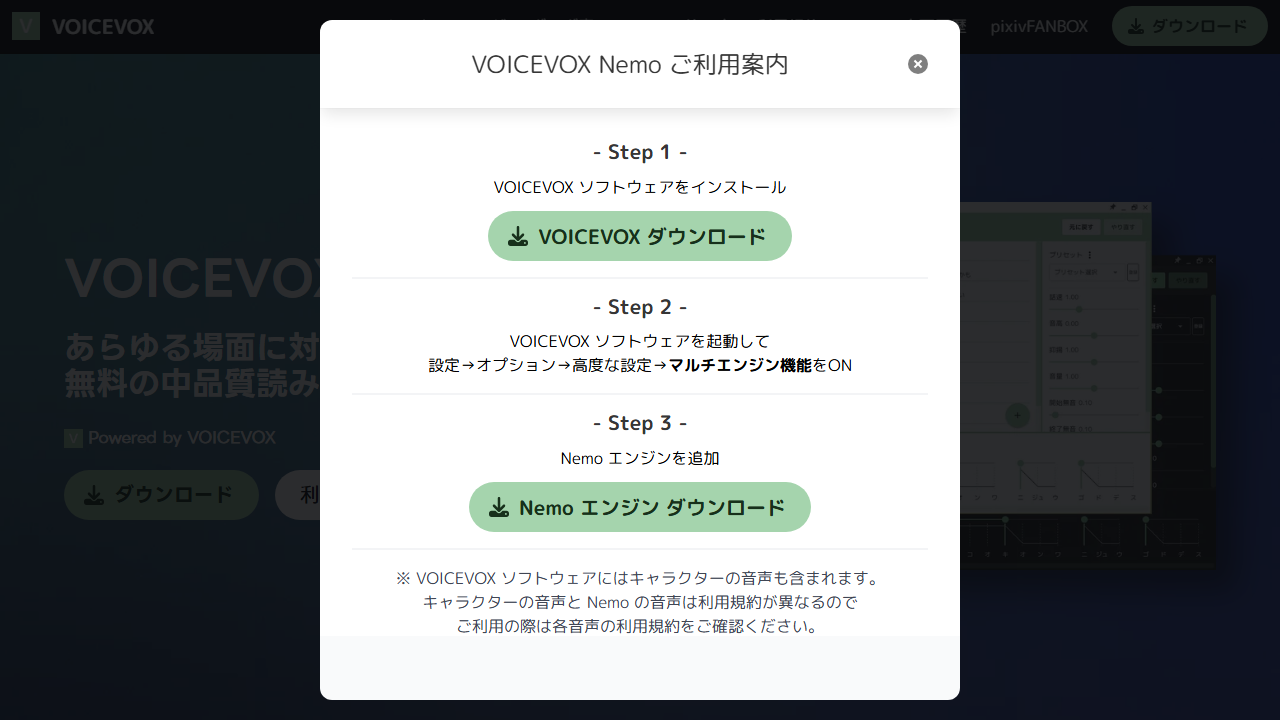 VOICEVOX
pixivFANBOX
ダウンロード
VOICEVOX Nemo ご利用案内
- Step 1 -
VOICEVOX ソフトウェアをインストール
VOICEVOX ダウンロード
- Step 2 -
VOICEVOX ソフトウェアを起動して
設定→オプション→高度な設定→マルチエンジン機能をON
- Step 3 -
Nemo エンジンを追加
Nemo エンジン ダウンロード
※ VOICEVOX ソフトウェアにはキャラクターの音声も含まれます。
キャラクターの音声と Nemo の音声は利用規約が異なるので
ご利用の際は各音声の利用規約をご確認ください。
VOICEVOX
あらゆる場面に対
無料の中品質読み
Powered by VOICEVOX
ダウンロード
利